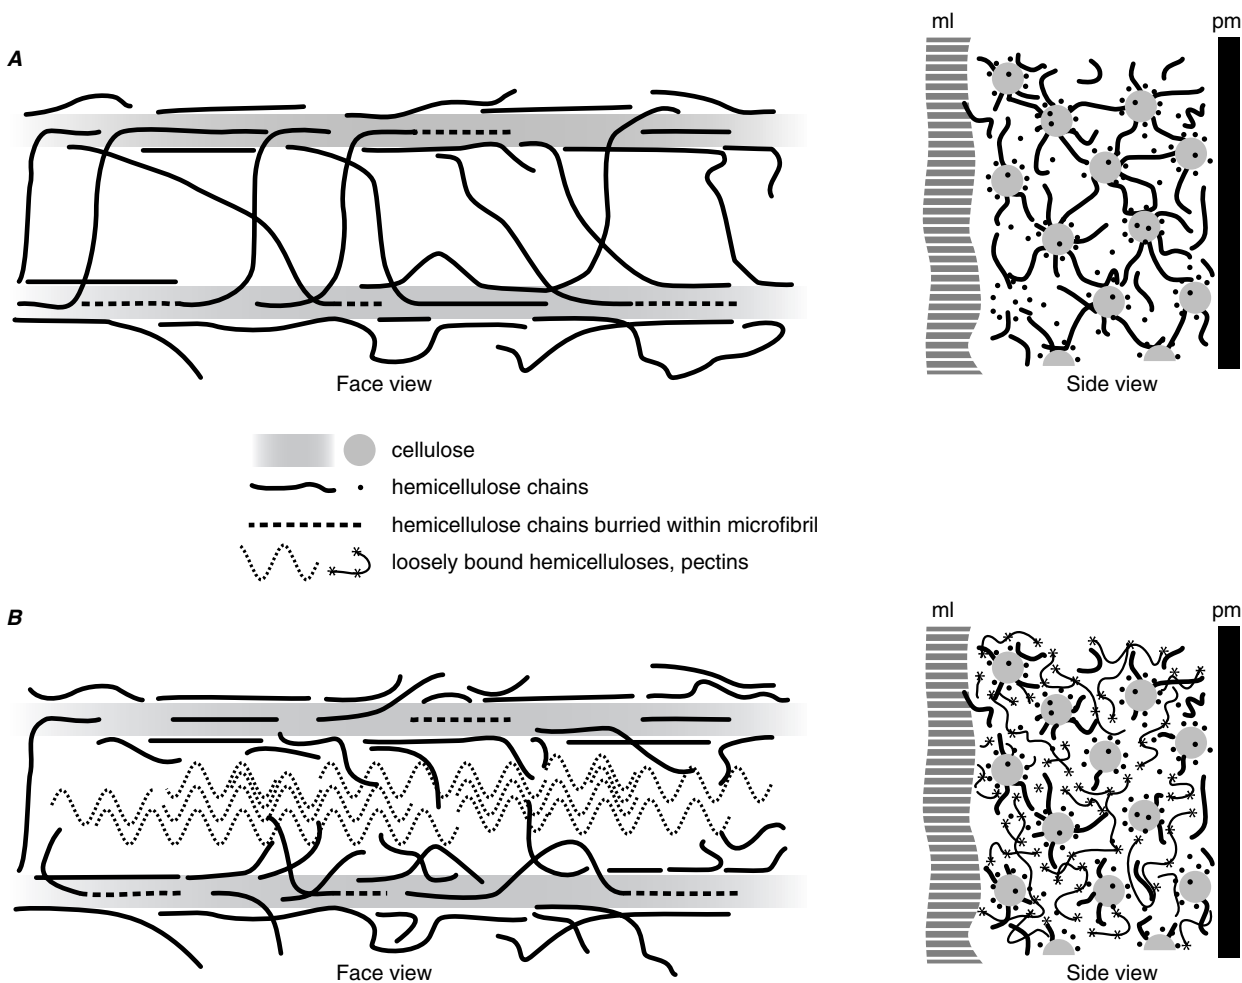 A
ml
pm
Face view
Side view
cellulose
hemicellulose chains
hemicellulose chains burried within microfibril
loosely bound hemicelluloses, pectins
B
ml
pm
Face view
Side view